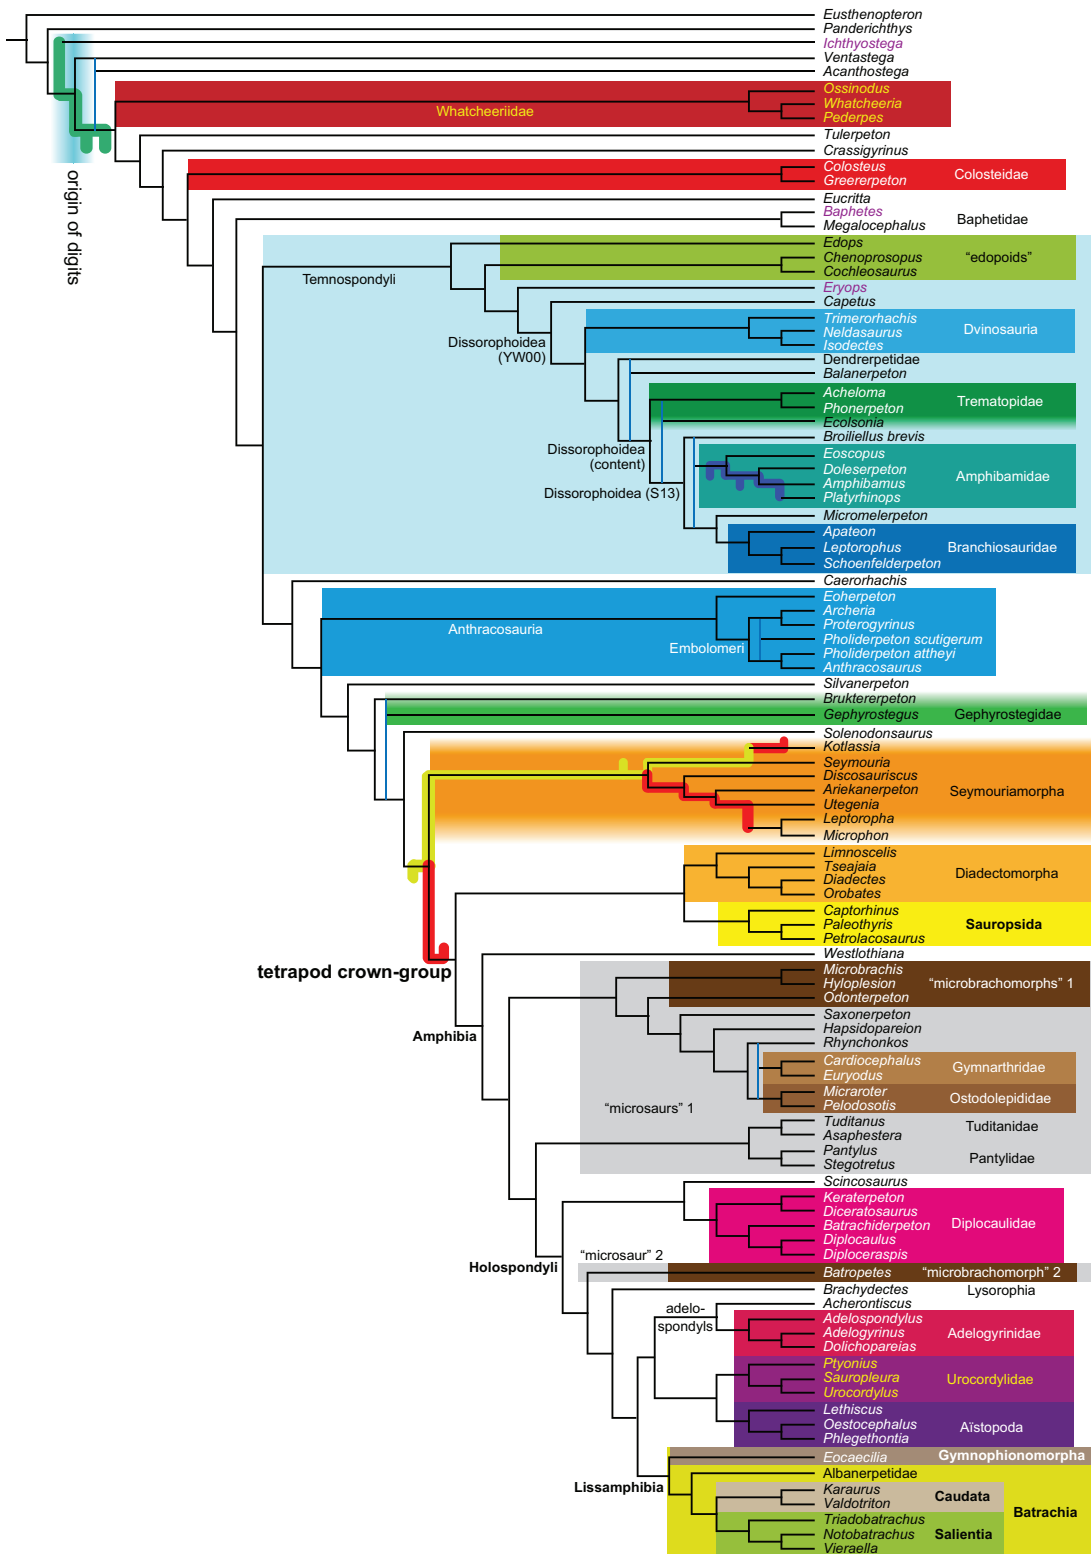 Eusthenopteron
Panderichthys
Ichthyostega
Ventastega
Acanthostega
Ossinodus
Whatcheeriidae
Whatcheeria
Pederpes
Tulerpeton
Crassigyrinus
origin of digits
Colosteus
Colosteidae
Greererpeton
Eucritta
Baphetes
Baphetidae
Megalocephalus
Edops
"edopoids"
Chenoprosopus
Cochleosaurus
Temnospondyli
Eryops
Capetus
Trimerorhachis
Dvinosauria
Neldasaurus
Isodectes
Dissorophoidea
(YW00)
Dendrerpetidae
Balanerpeton
Acheloma
Trematopidae
Phonerpeton
Ecolsonia
Broiliellus brevis
Dissorophoidea
(content)
Eoscopus
Doleserpeton
Amphibamidae
Amphibamus
Platyrhinops
Dissorophoidea (S13)
Micromelerpeton
Apateon
Leptorophus
Branchiosauridae
Schoenfelderpeton
Caerorhachis
Eoherpeton
Archeria
Proterogyrinus
Anthracosauria
Pholiderpeton scutigerum
Embolomeri
Pholiderpeton attheyi
Anthracosaurus
Silvanerpeton
Bruktererpeton
Gephyrostegus
Gephyrostegidae
Solenodonsaurus
Kotlassia
Seymouria
Discosauriscus
Ariekanerpeton
Seymouriamorpha
Utegenia
Leptoropha
Microphon
Limnoscelis
Tseajaia
Diadectomorpha
Diadectes
Orobates
Captorhinus
Paleothyris
Sauropsida
Petrolacosaurus
Westlothiana
tetrapod crown-group
Microbrachis
Hyloplesion
"microbrachomorphs" 1
Odonterpeton
Saxonerpeton
Hapsidopareion
Amphibia
Rhynchonkos
Cardiocephalus
Gymnarthridae
Euryodus
Micraroter
Ostodolepididae
Pelodosotis
"microsaurs" 1
Tuditanus
Tuditanidae
Asaphestera
Pantylus
Pantylidae
Stegotretus
Scincosaurus
Keraterpeton
Diceratosaurus
Diplocaulidae
Batrachiderpeton
Diplocaulus
Diploceraspis
"microsaur" 2
Holospondyli
Batropetes
"microbrachomorph" 2
Brachydectes
Lysorophia
Acherontiscus
adelo-
spondyls
Adelospondylus
Adelogyrinus
Adelogyrinidae
Dolichopareias
Ptyonius
Sauropleura
Urocordylidae
Urocordylus
Lethiscus
Oestocephalus
Aïstopoda
Phlegethontia
Eocaecilia
Gymnophionomorpha
Albanerpetidae
Lissamphibia
Karaurus
Caudata
Valdotriton
Batrachia
Triadobatrachus
Notobatrachus
Salientia
Vieraella